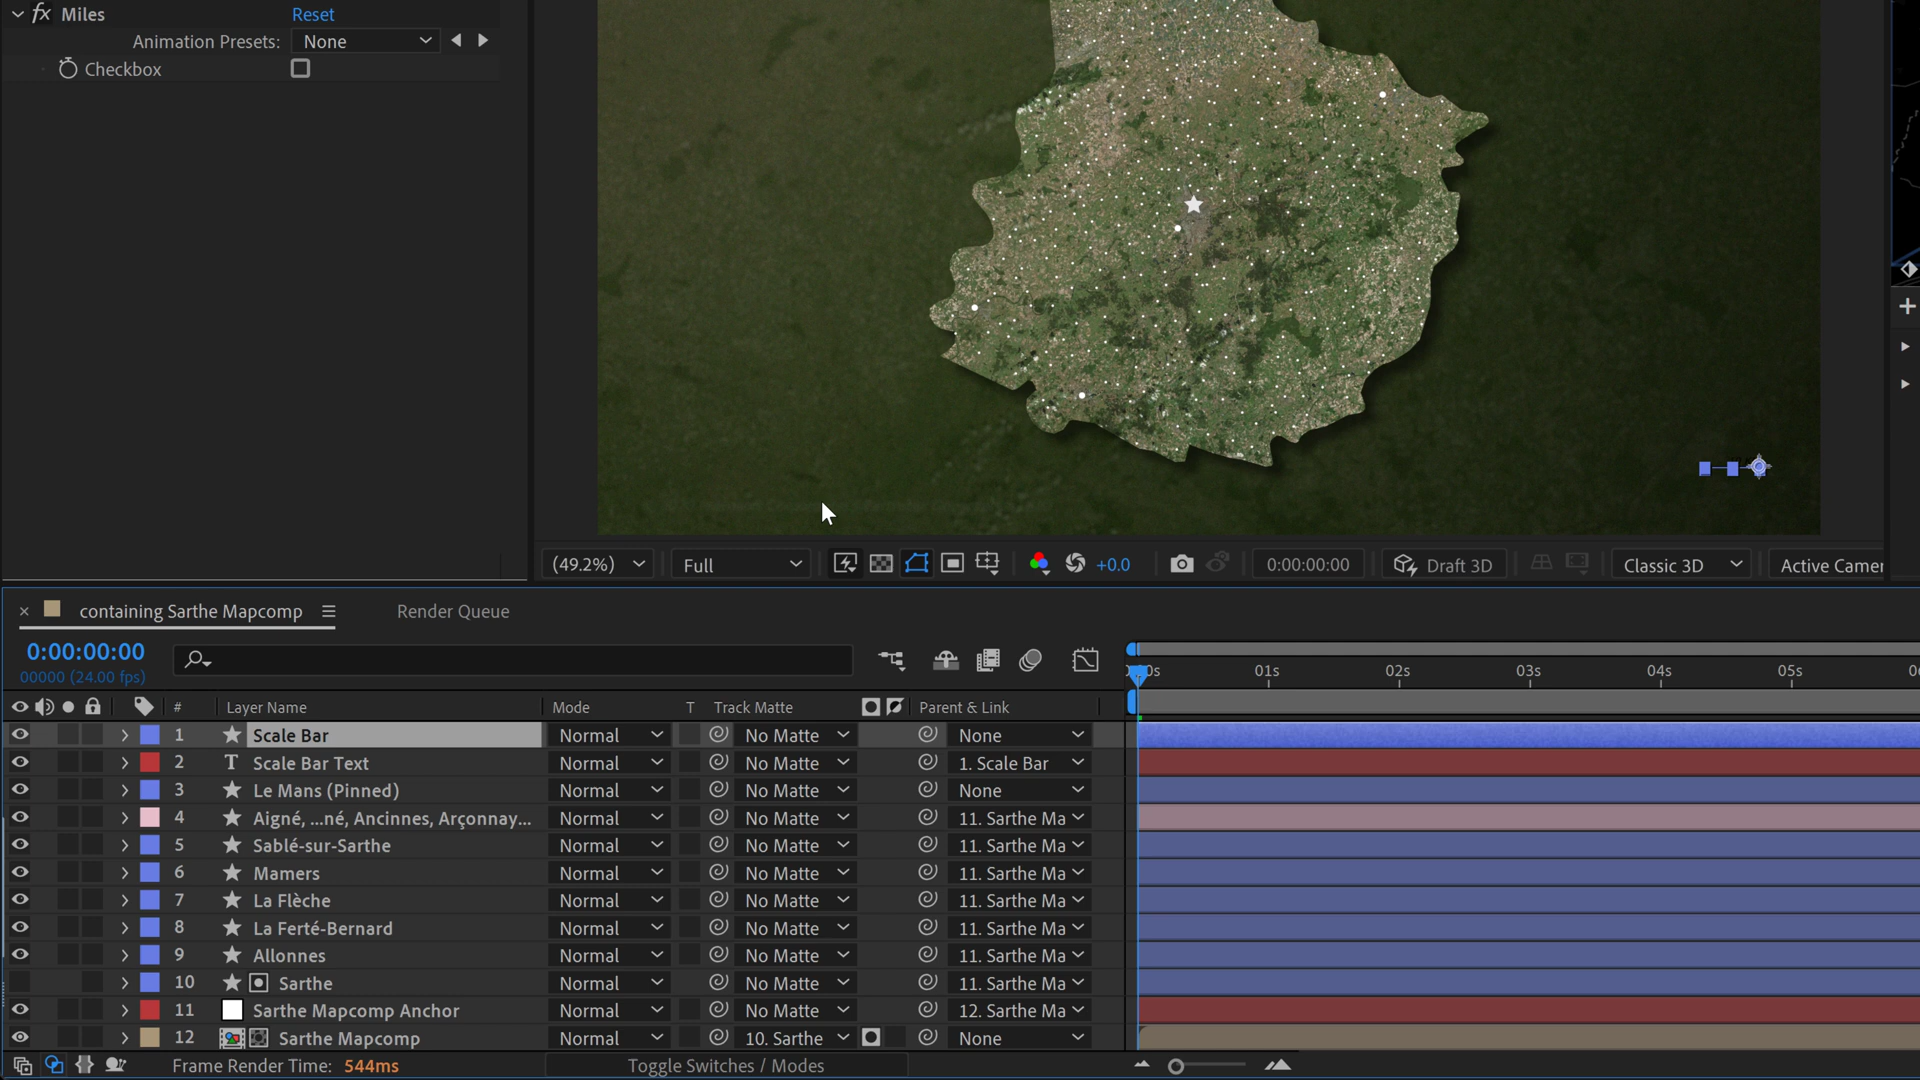 fx Miles Reset
Animation Presets: None
Checkbox
(49.2%) Full +0.0 0:00:00:00 Draft 3D Classic 3D Active Camer
× containing Sarthe Mapcomp Render Queue
0:00:00:00
00000 (24.00 fps)
01s 02s 03s 04s 05s
# Layer Name Mode T Track Matte Parent & Link
1 Scale Bar Normal No Matte None
2 T Scale Bar Text Normal No Matte 1. Scale Bar
3 Le Mans (Pinned) Normal No Matte None
4 Aigné, ...né, Ancinnes, Arçonnay... Normal No Matte 11. Sarthe Ma
5 Sablé-sur-Sarthe Normal No Matte 11. Sarthe Ma
6 Mamers Normal No Matte 11. Sarthe Ma
7 La Flèche Normal No Matte 11. Sarthe Ma
8 La Ferté-Bernard Normal No Matte 11. Sarthe Ma
9 Allonnes Normal No Matte 11. Sarthe Ma
10 Sarthe Normal No Matte 11. Sarthe Ma
11 Sarthe Mapcomp Anchor Normal No Matte 12. Sarthe Ma
12 Sarthe Mapcomp Normal 10. Sarthe None
Frame Render Time: 544ms Toggle Switches / Modes